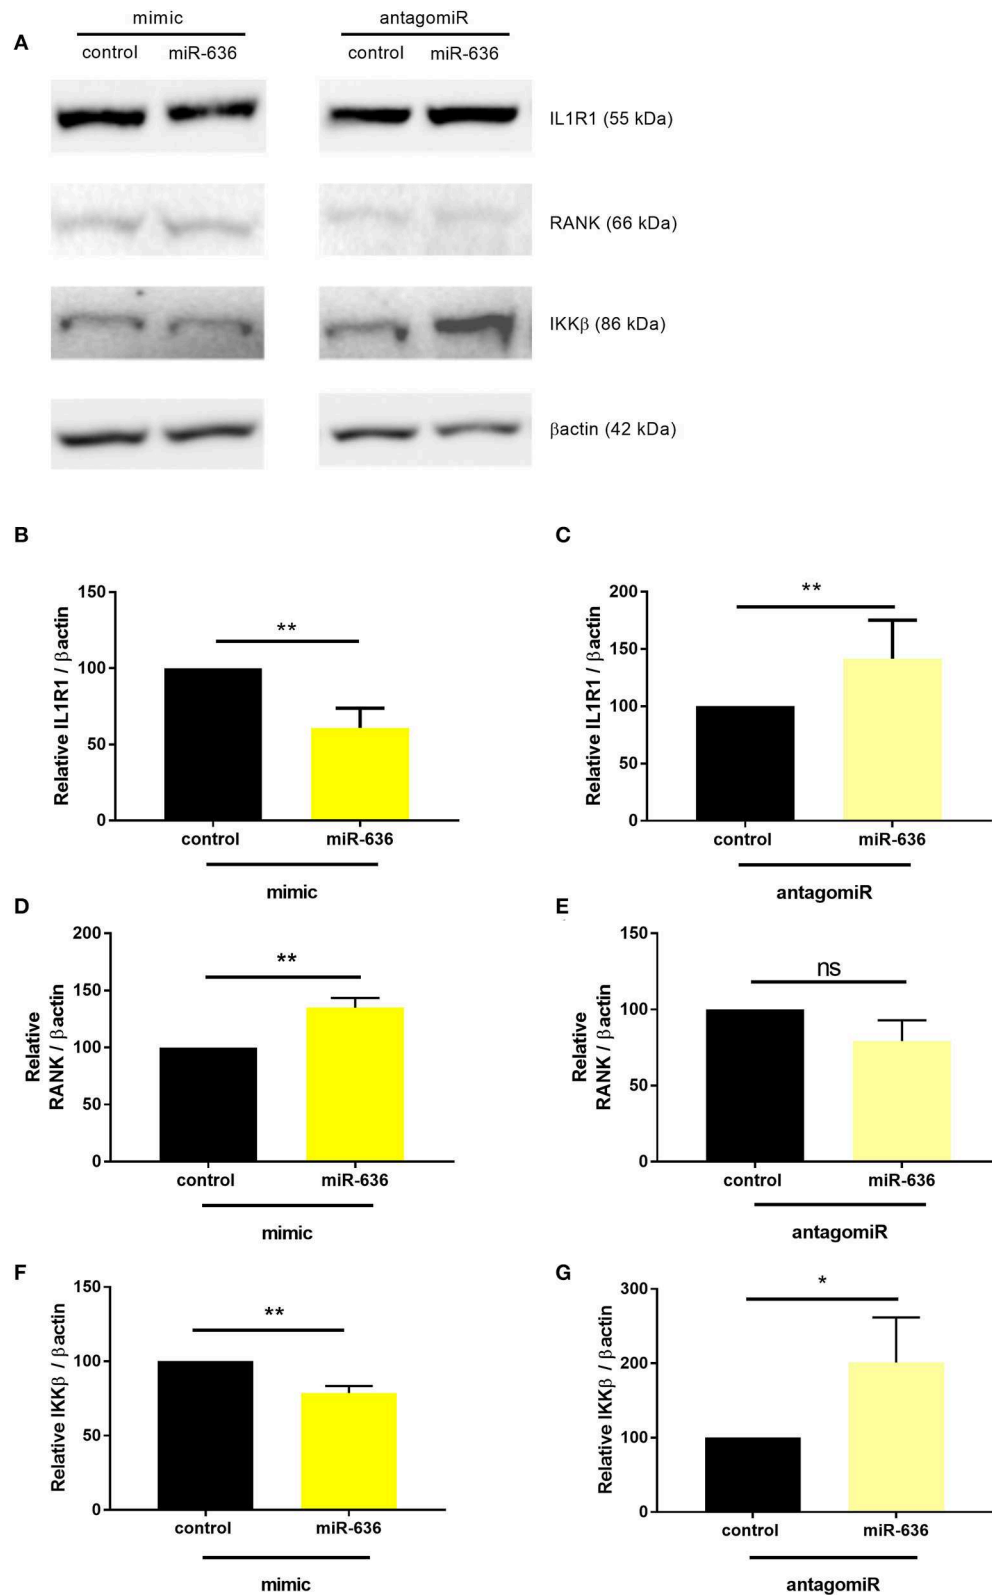 A
mimic
antagomiR
control miR-636
control miR-636
IL1R1 (55 kDa)
RANK (66 kDa)
IKKβ (86 kDa)
βactin (42 kDa)
B
Relative IL1R1 / βactin
150
100
50
0
**
control
miR-636
mimic
C
Relative IL1R1 / βactin
200
150
100
50
0
**
control
miR-636
antagomiR
D
Relative
RANK / βactin
200
150
100
50
0
**
control
miR-636
mimic
E
Relative
RANK / βactin
150
100
50
0
ns
control
miR-636
antagomiR
F
Relative IKKβ / βactin
150
100
50
0
**
control
miR-636
mimic
G
Relative IKKβ / βactin
300
200
100
0
*
control
miR-636
antagomiR